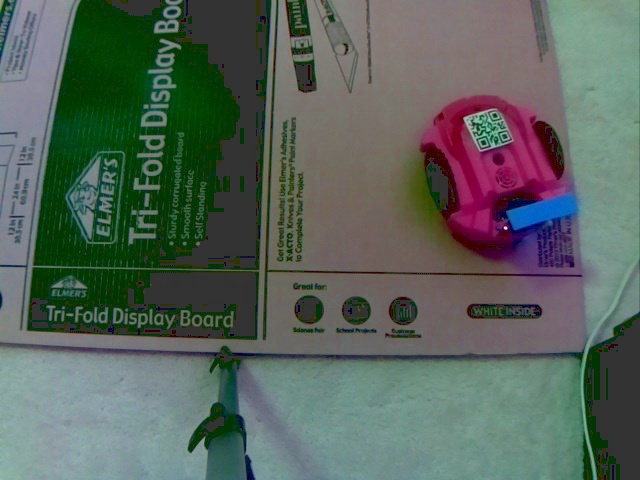 Tri-Fold Display Bo
ELMER'S
• Sturdy corrugated board
• Smooth surface
• Self Standing
Get Great Results! Use Elmer's Adhesives,
X-ACTO Knives & Painters Paint Markers
to Complete Your Project.
ELMER'S
Tri-Fold Display Board
Great for:
Science Fair
School Projects
Business
Presentations
WHITE INSIDE